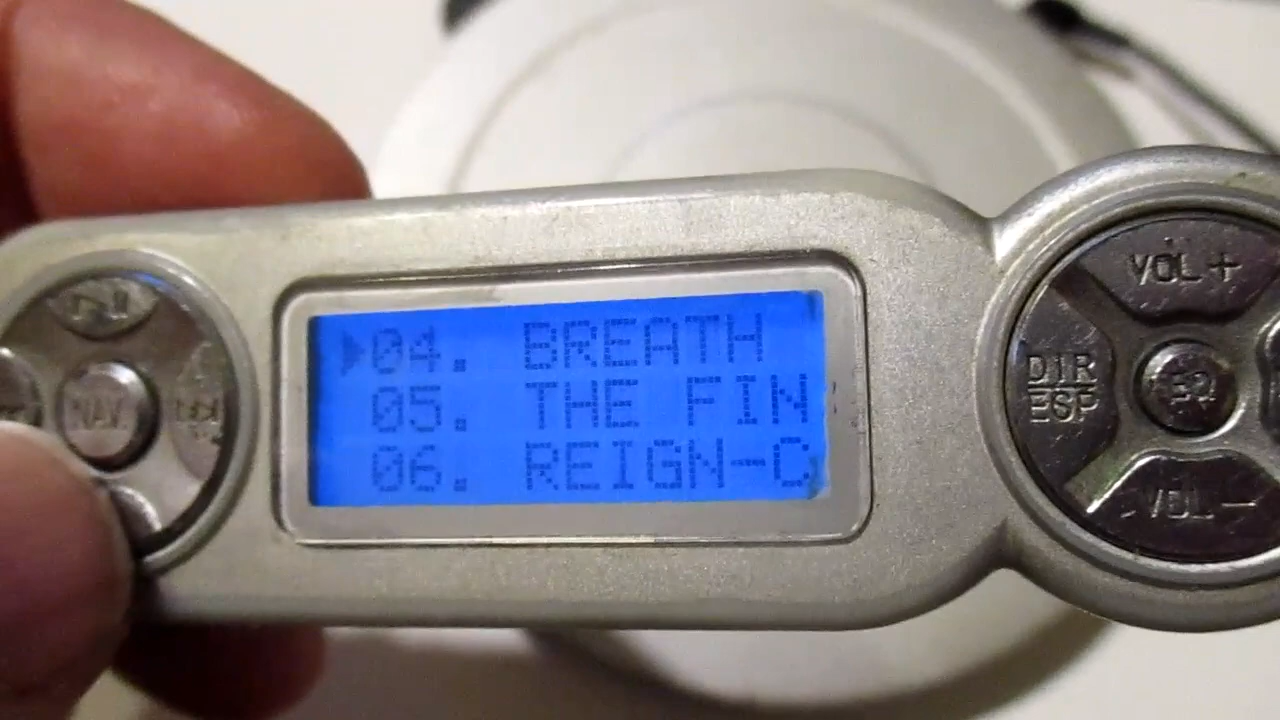 04. BREATH
05. THE FIN
06. REIGN-C
NAV
VOL +
DIR
ESP
EQ
VOL -